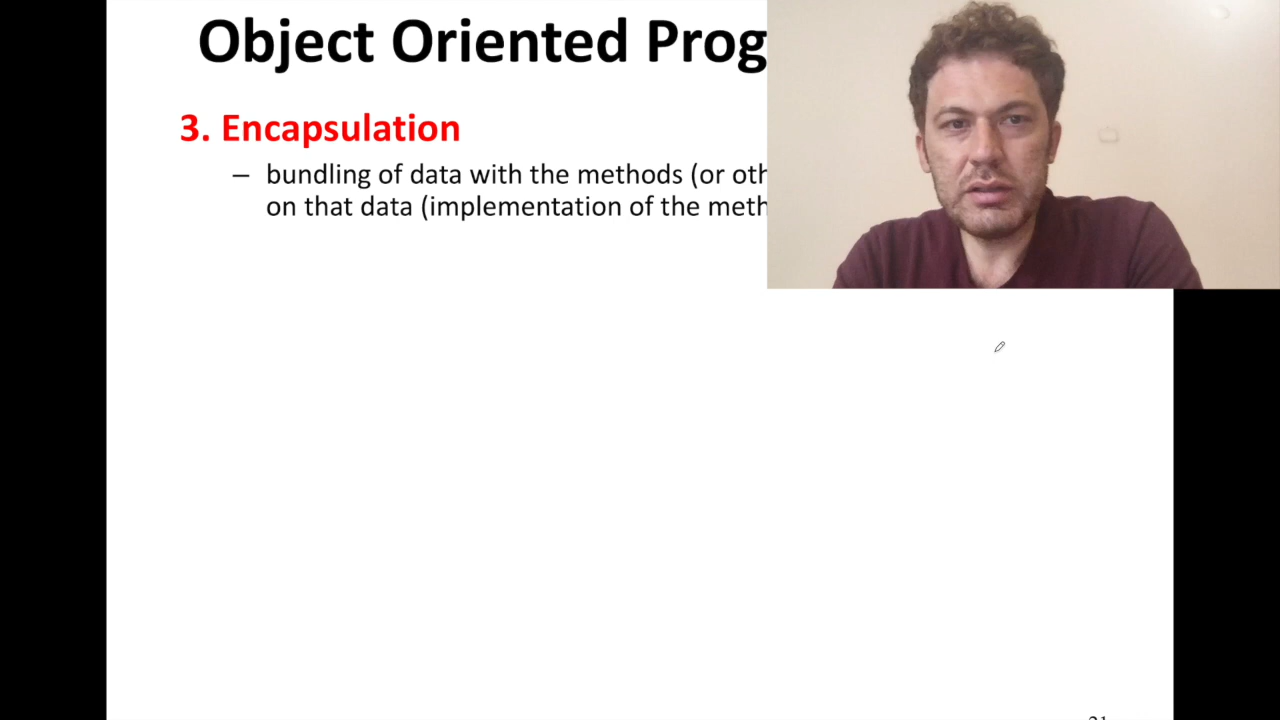 Object Oriented Prog
3. Encapsulation
– bundling of data with the methods (or oth
on that data (implementation of the meth